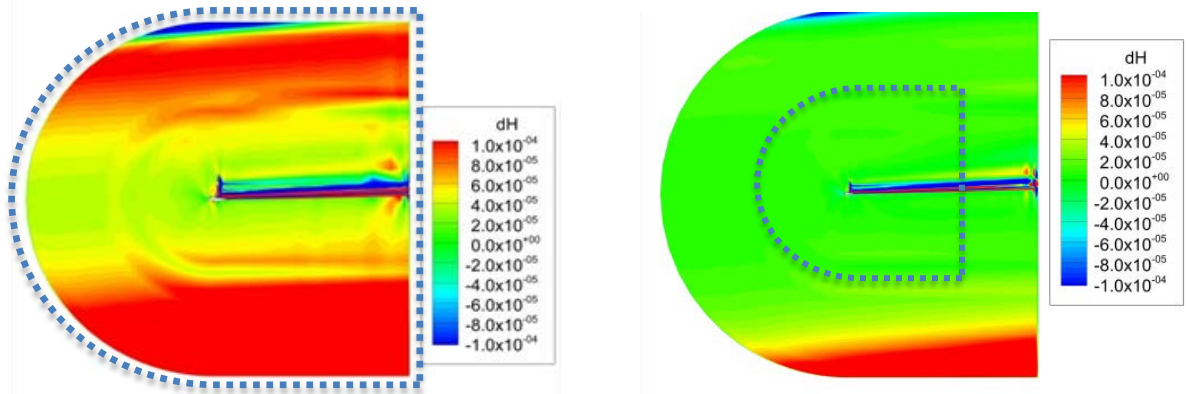 dH
1.0x10⁻⁰⁴
8.0x10⁻⁰⁵
6.0x10⁻⁰⁵
4.0x10⁻⁰⁵
2.0x10⁻⁰⁵
0.0x10⁺⁰⁰
-2.0x10⁻⁰⁵
-4.0x10⁻⁰⁵
-6.0x10⁻⁰⁵
-8.0x10⁻⁰⁵
-1.0x10⁻⁰⁴
dH
1.0x10⁻⁰⁴
8.0x10⁻⁰⁵
6.0x10⁻⁰⁵
4.0x10⁻⁰⁵
2.0x10⁻⁰⁵
0.0x10⁺⁰⁰
-2.0x10⁻⁰⁵
-4.0x10⁻⁰⁵
-6.0x10⁻⁰⁵
-8.0x10⁻⁰⁵
-1.0x10⁻⁰⁴